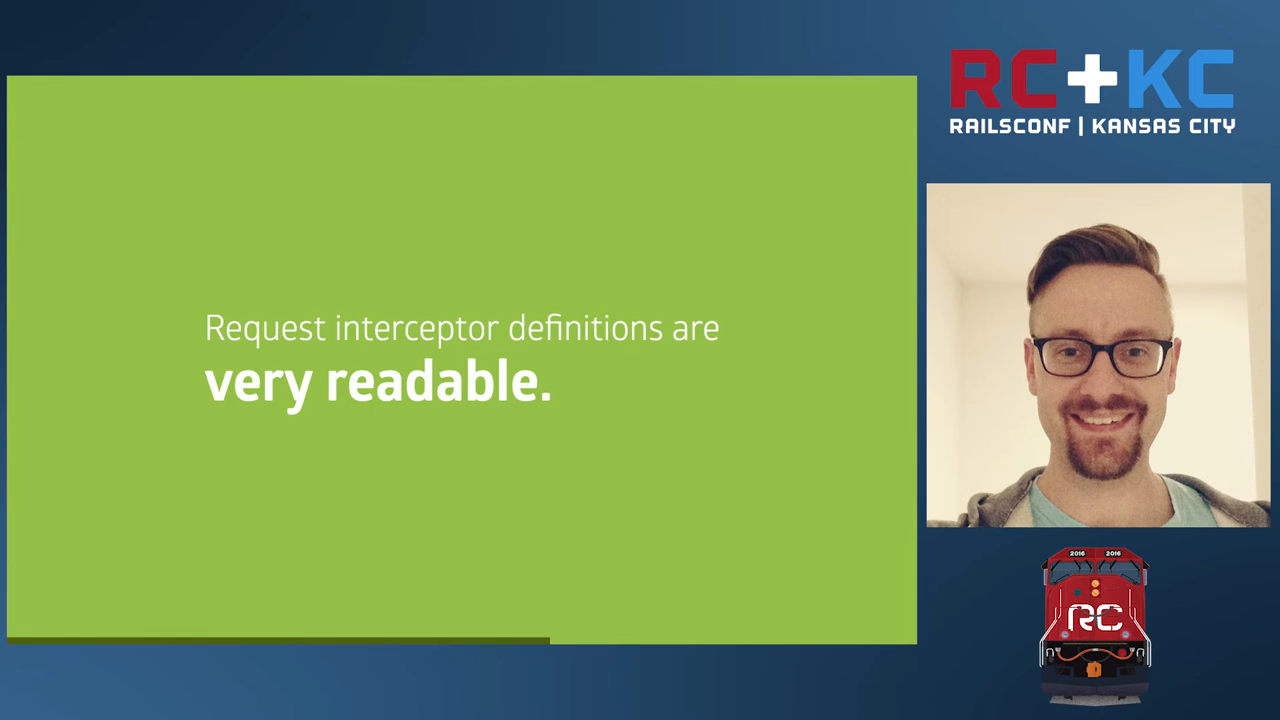 RC+KC
RAILSCONF | KANSAS CITY
Request interceptor definitions are
very readable.
2016 2016
RC